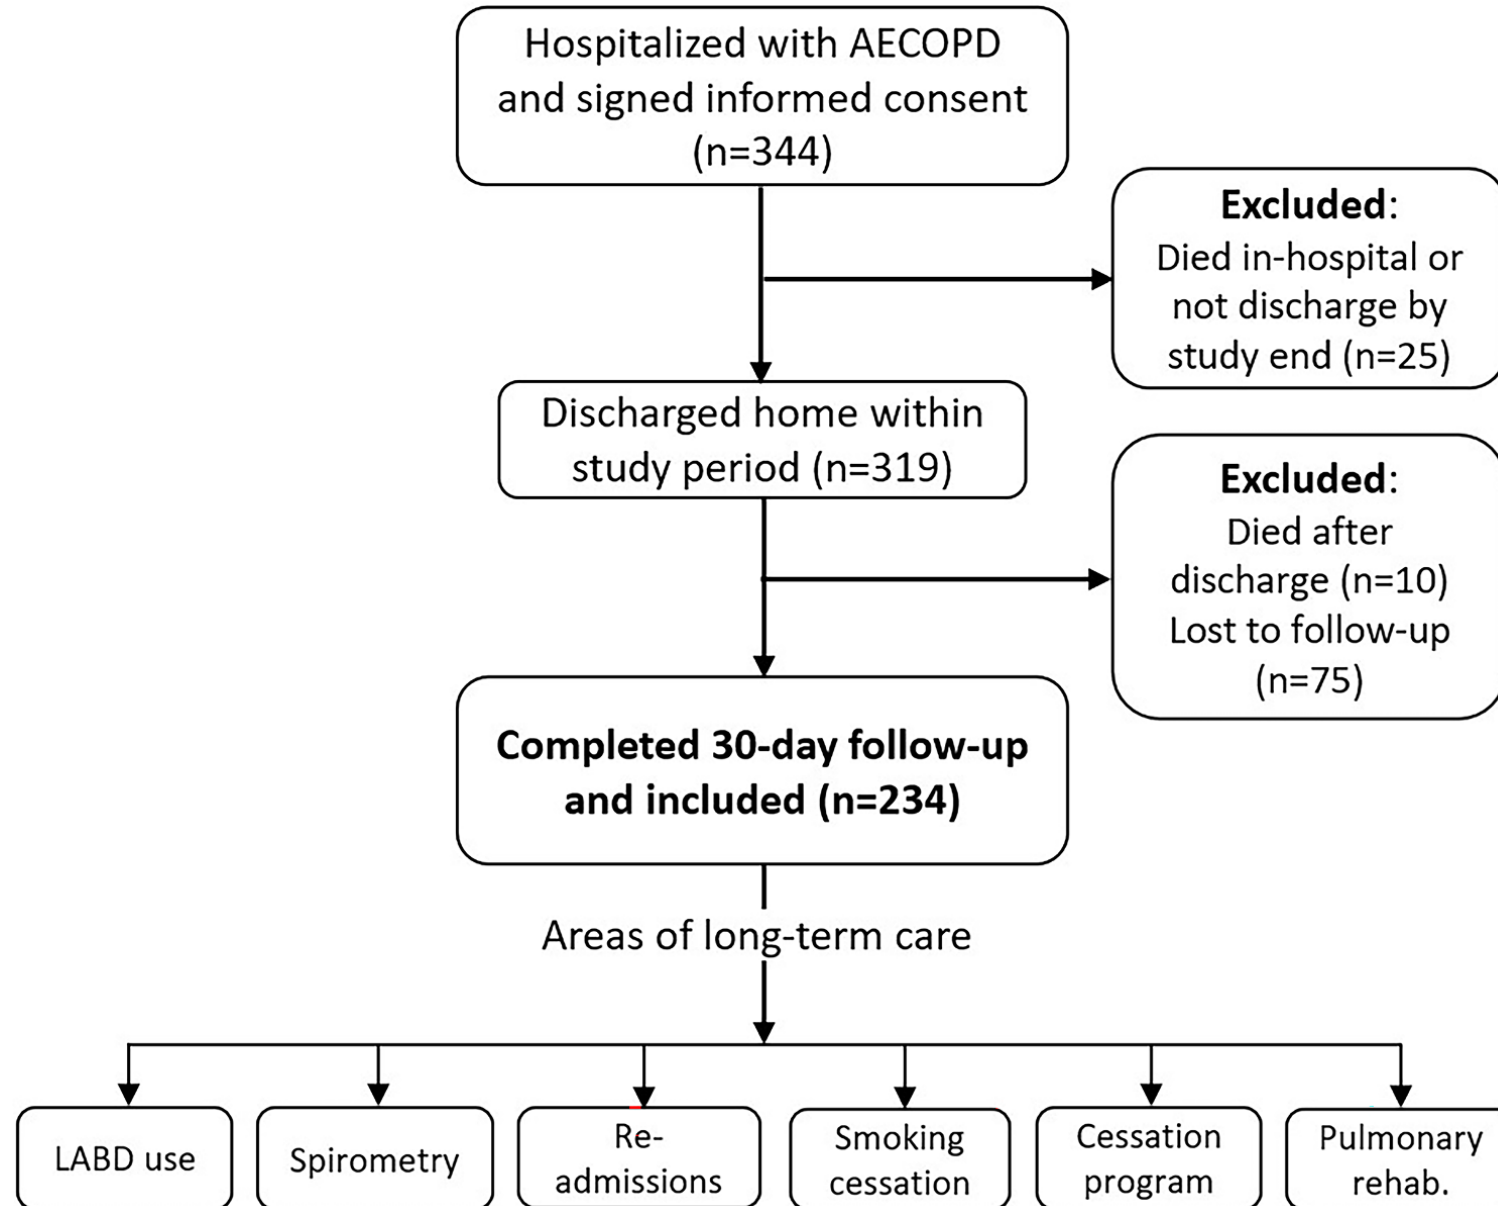 Hospitalized with AECOPD
and signed informed consent
(n=344)
Excluded:
Died in-hospital or
not discharge by
study end (n=25)
Discharged home within
study period (n=319)
Excluded:
Died after
discharge (n=10)
Lost to follow-up
(n=75)
Completed 30-day follow-up
and included (n=234)
Areas of long-term care
LABD use
Spirometry
Re-
admissions
Smoking
cessation
Cessation
program
Pulmonary
rehab.